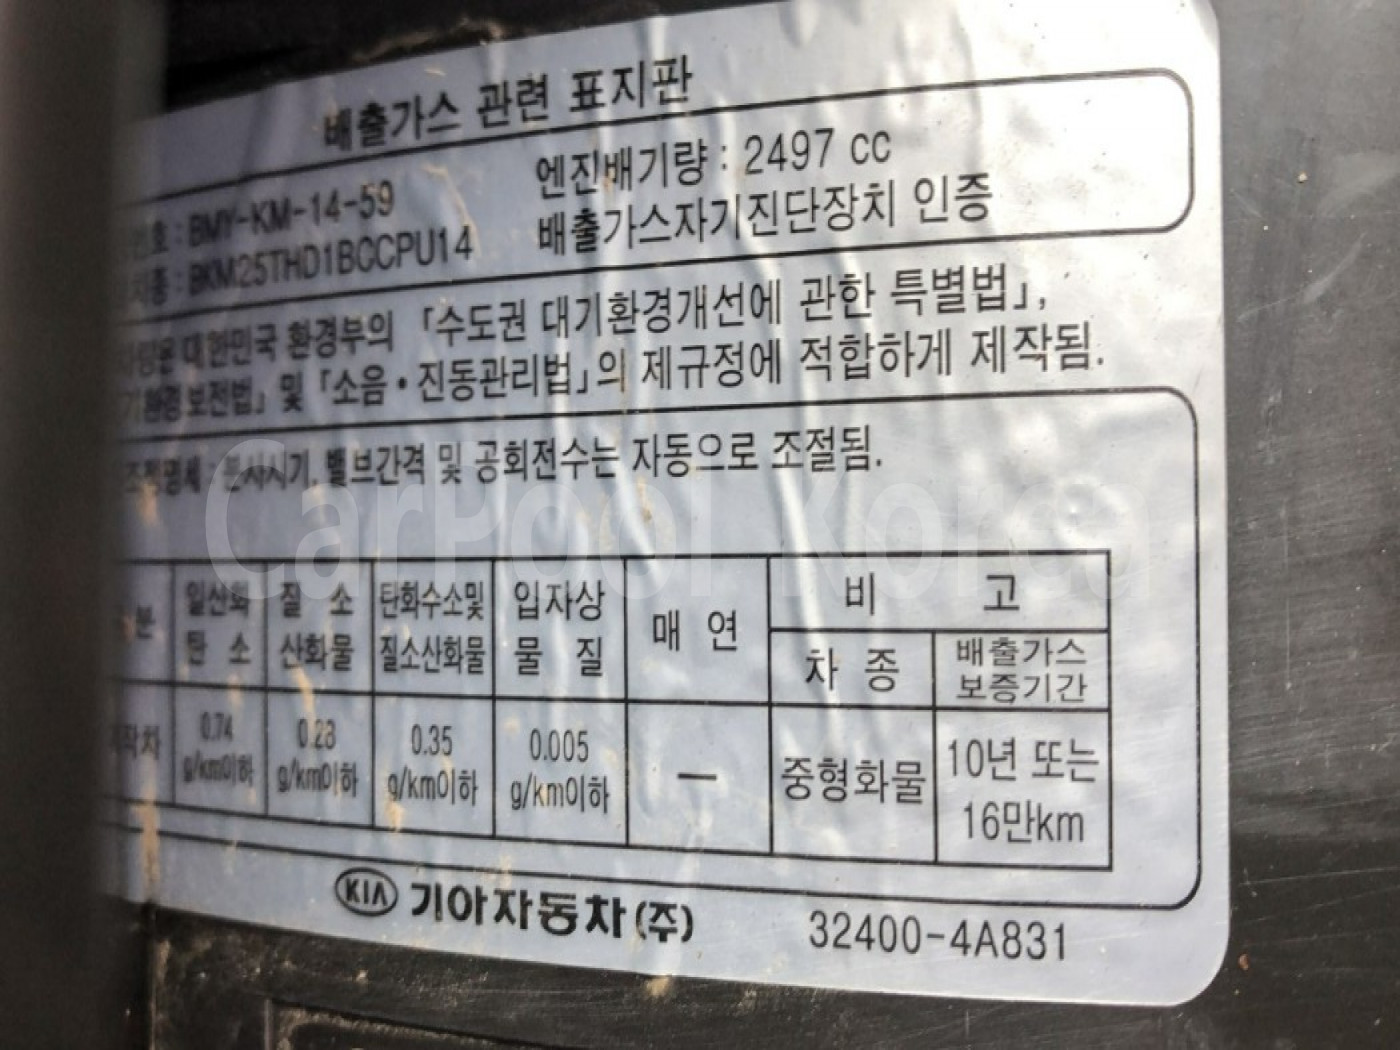 배출가스 관련 표지판
호 : BMY-KM-14-59
엔진배기량 : 2497 cc
종 : BKM25THD1BCCPU14
배출가스자기진단장치 인증
대한민국 환경부의 「수도권 대기환경개선에 관한 특별법」,
환경보전법」 및 「소음·진동관리법」의 제규정에 적합하게 제작됨.
: 분사시기, 밸브간격 및 공회전수는 자동으로 조절됨.
분 일산화 탄소 질소 산화물 탄화수소및 질소산화물 입자상 물질 매연 비고
차종 배출가스 보증기간
작차 0.74 g/km이하 0.28 g/km이하 0.35 g/km이하 0.005 g/km이하 — 중형화물 10년 또는 16만km
KIA 기아자동차(주) 32400-4A831
CarPool Korea